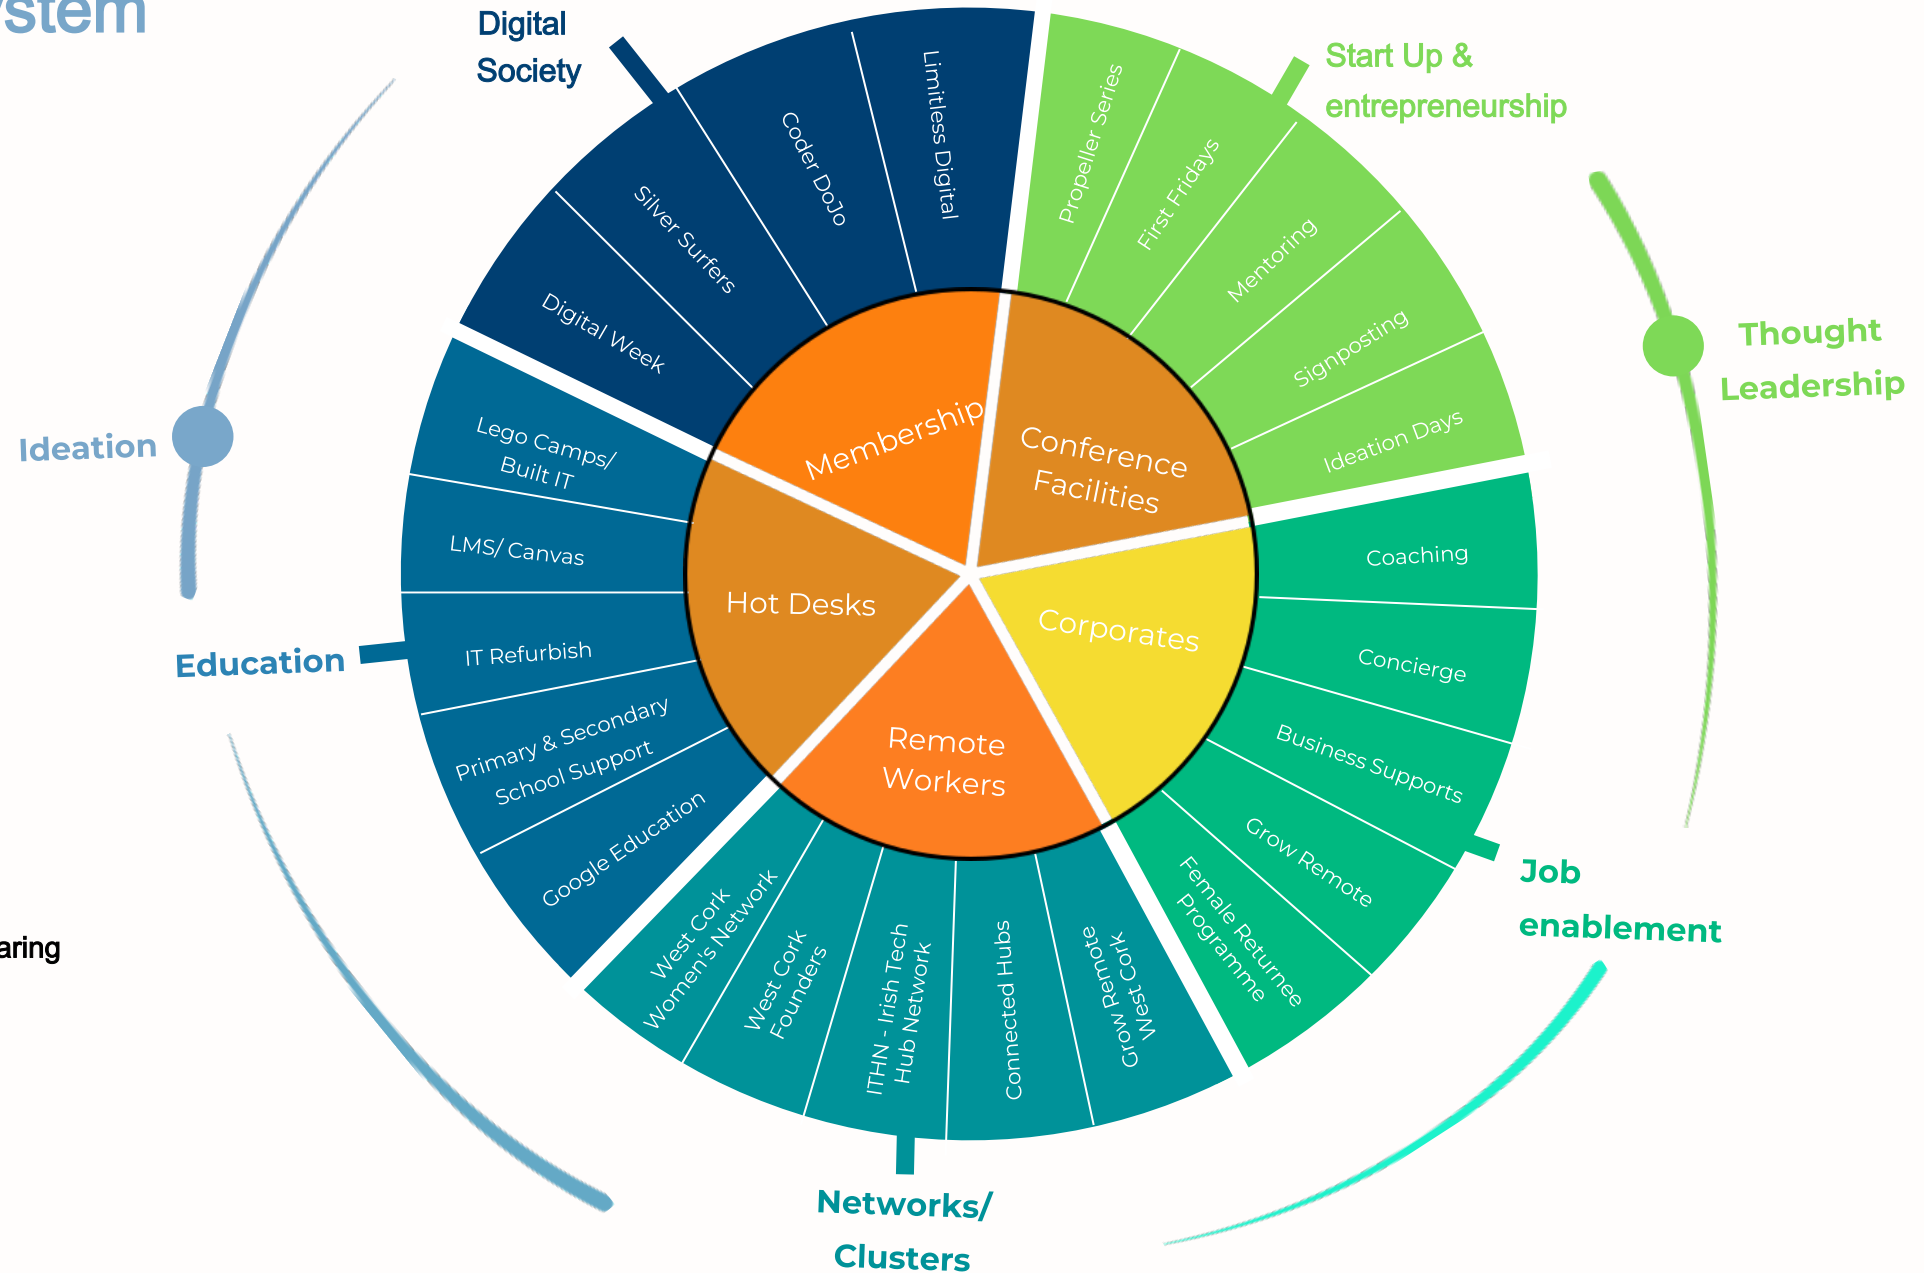 ystem
Digital
Society
Start Up &
entrepreneurship
Limitless Digital
Coder DoJo
Silver Surfers
Digital Week
Propeller Series
First Fridays
Mentoring
Signposting
Ideation Days
Thought
Leadership
Ideation
Education
Lego Camps/
Built IT
LMS/ Canvas
IT Refurbish
Primary & Secondary
School Support
Google Education
Membership
Conference
Facilities
Hot Desks
Corporates
Remote
Workers
Coaching
Concierge
Business Supports
Grow Remote
Female Returnee
Programme
Job
enablement
aring
West Cork
Women's Network
West Cork
Founders
ITHN - Irish Tech
Hub Network
Connected Hubs
Grow Remote
West Cork
Networks/
Clusters